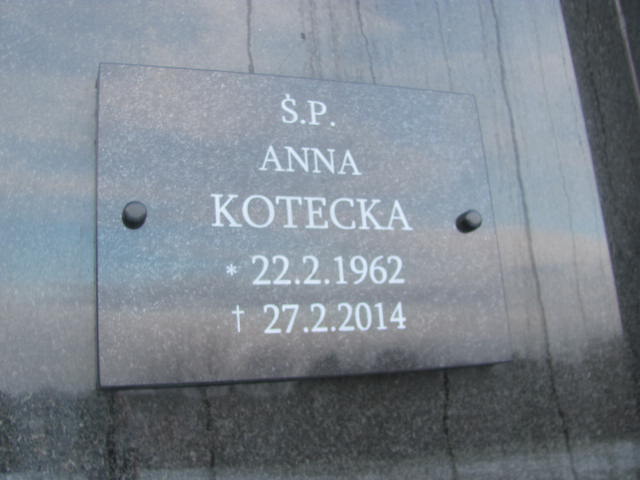 Ś.P.
ANNA
KOTECKA
* 22.2.1962
† 27.2.2014